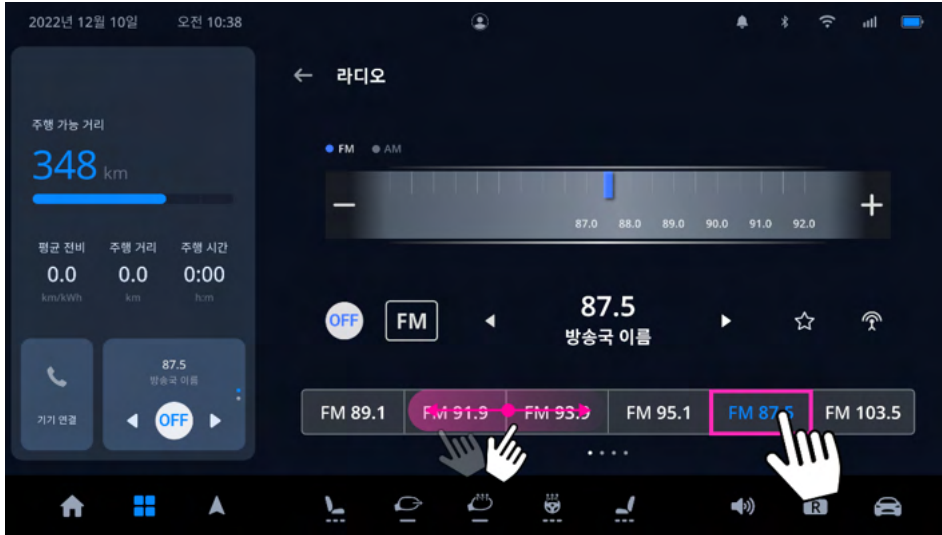 2022년 12월 10일 오전 10:38
← 라디오
주행 가능 거리
348 km
FM AM
87.0 88.0 89.0 90.0 91.0 92.0
평균 전비 주행 거리 주행 시간
0.0 0.0 0:00
km/kWh km h:m
OFF FM 87.5
방송국 이름
87.5
방송국 이름
기기 연결 OFF
FM 89.1 FM 91.9 FM 93.9 FM 95.1 FM 87.5 FM 103.5
R